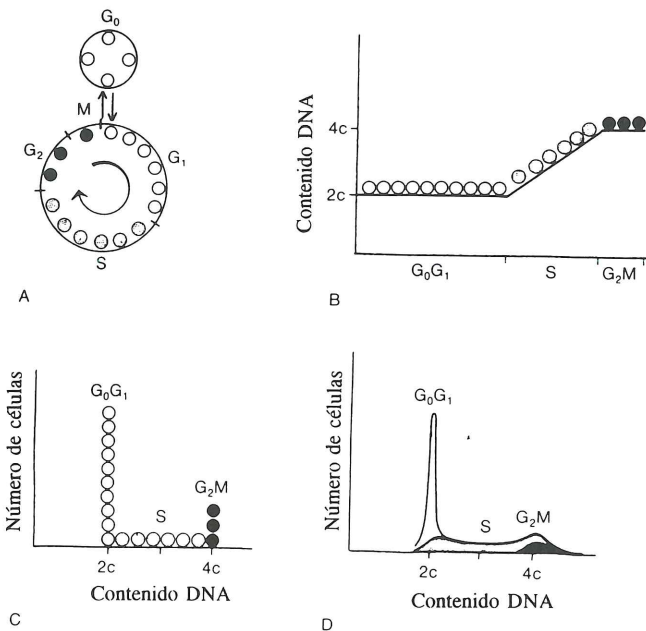 G₀
M
G₂
G₁
S
A
Contenido DNA
4c
2c
G₀G₁
S
G₂M
B
Número de células
G₀G₁
S
G₂M
2c
4c
Contenido DNA
C
Número de células
G₀G₁
S
G₂M
2c
4c
Contenido DNA
D